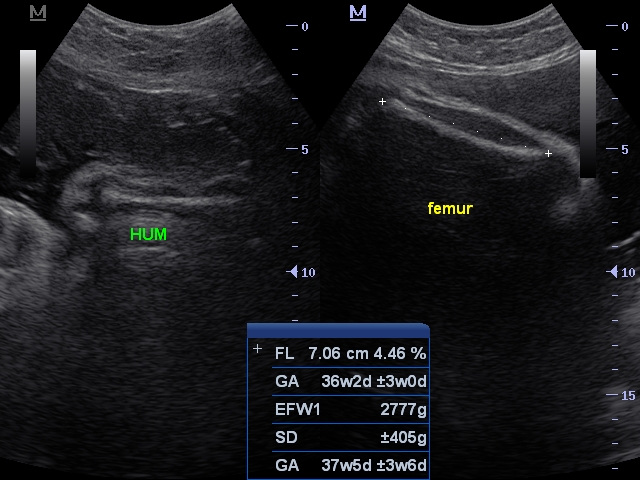 M
M
0
5
10
HUM
0
5
10
15
femur
+ FL 7.06 cm 4.46 %
GA 36w2d ±3w0d
EFW1 2777g
SD ±405g
GA 37w5d ±3w6d